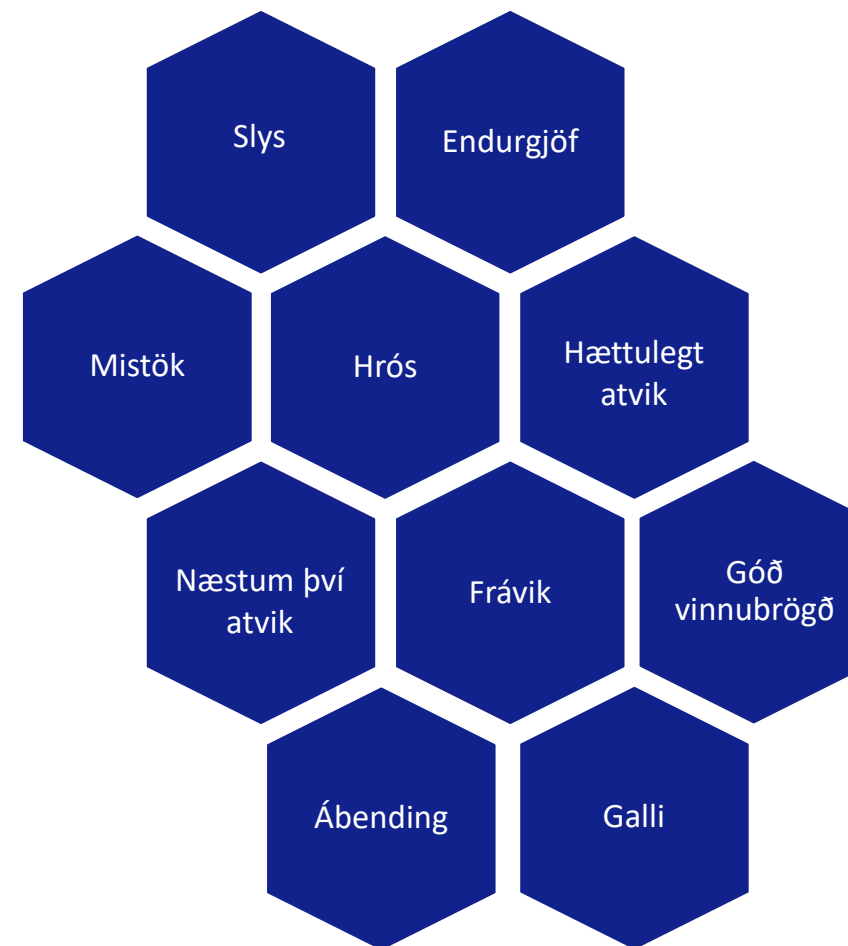 Slys
Endurgjöf
Mistök
Hrós
Hættulegt
atvik
Næstum því
atvik
Frávik
Góð
vinnubrögð
Ábending
Galli